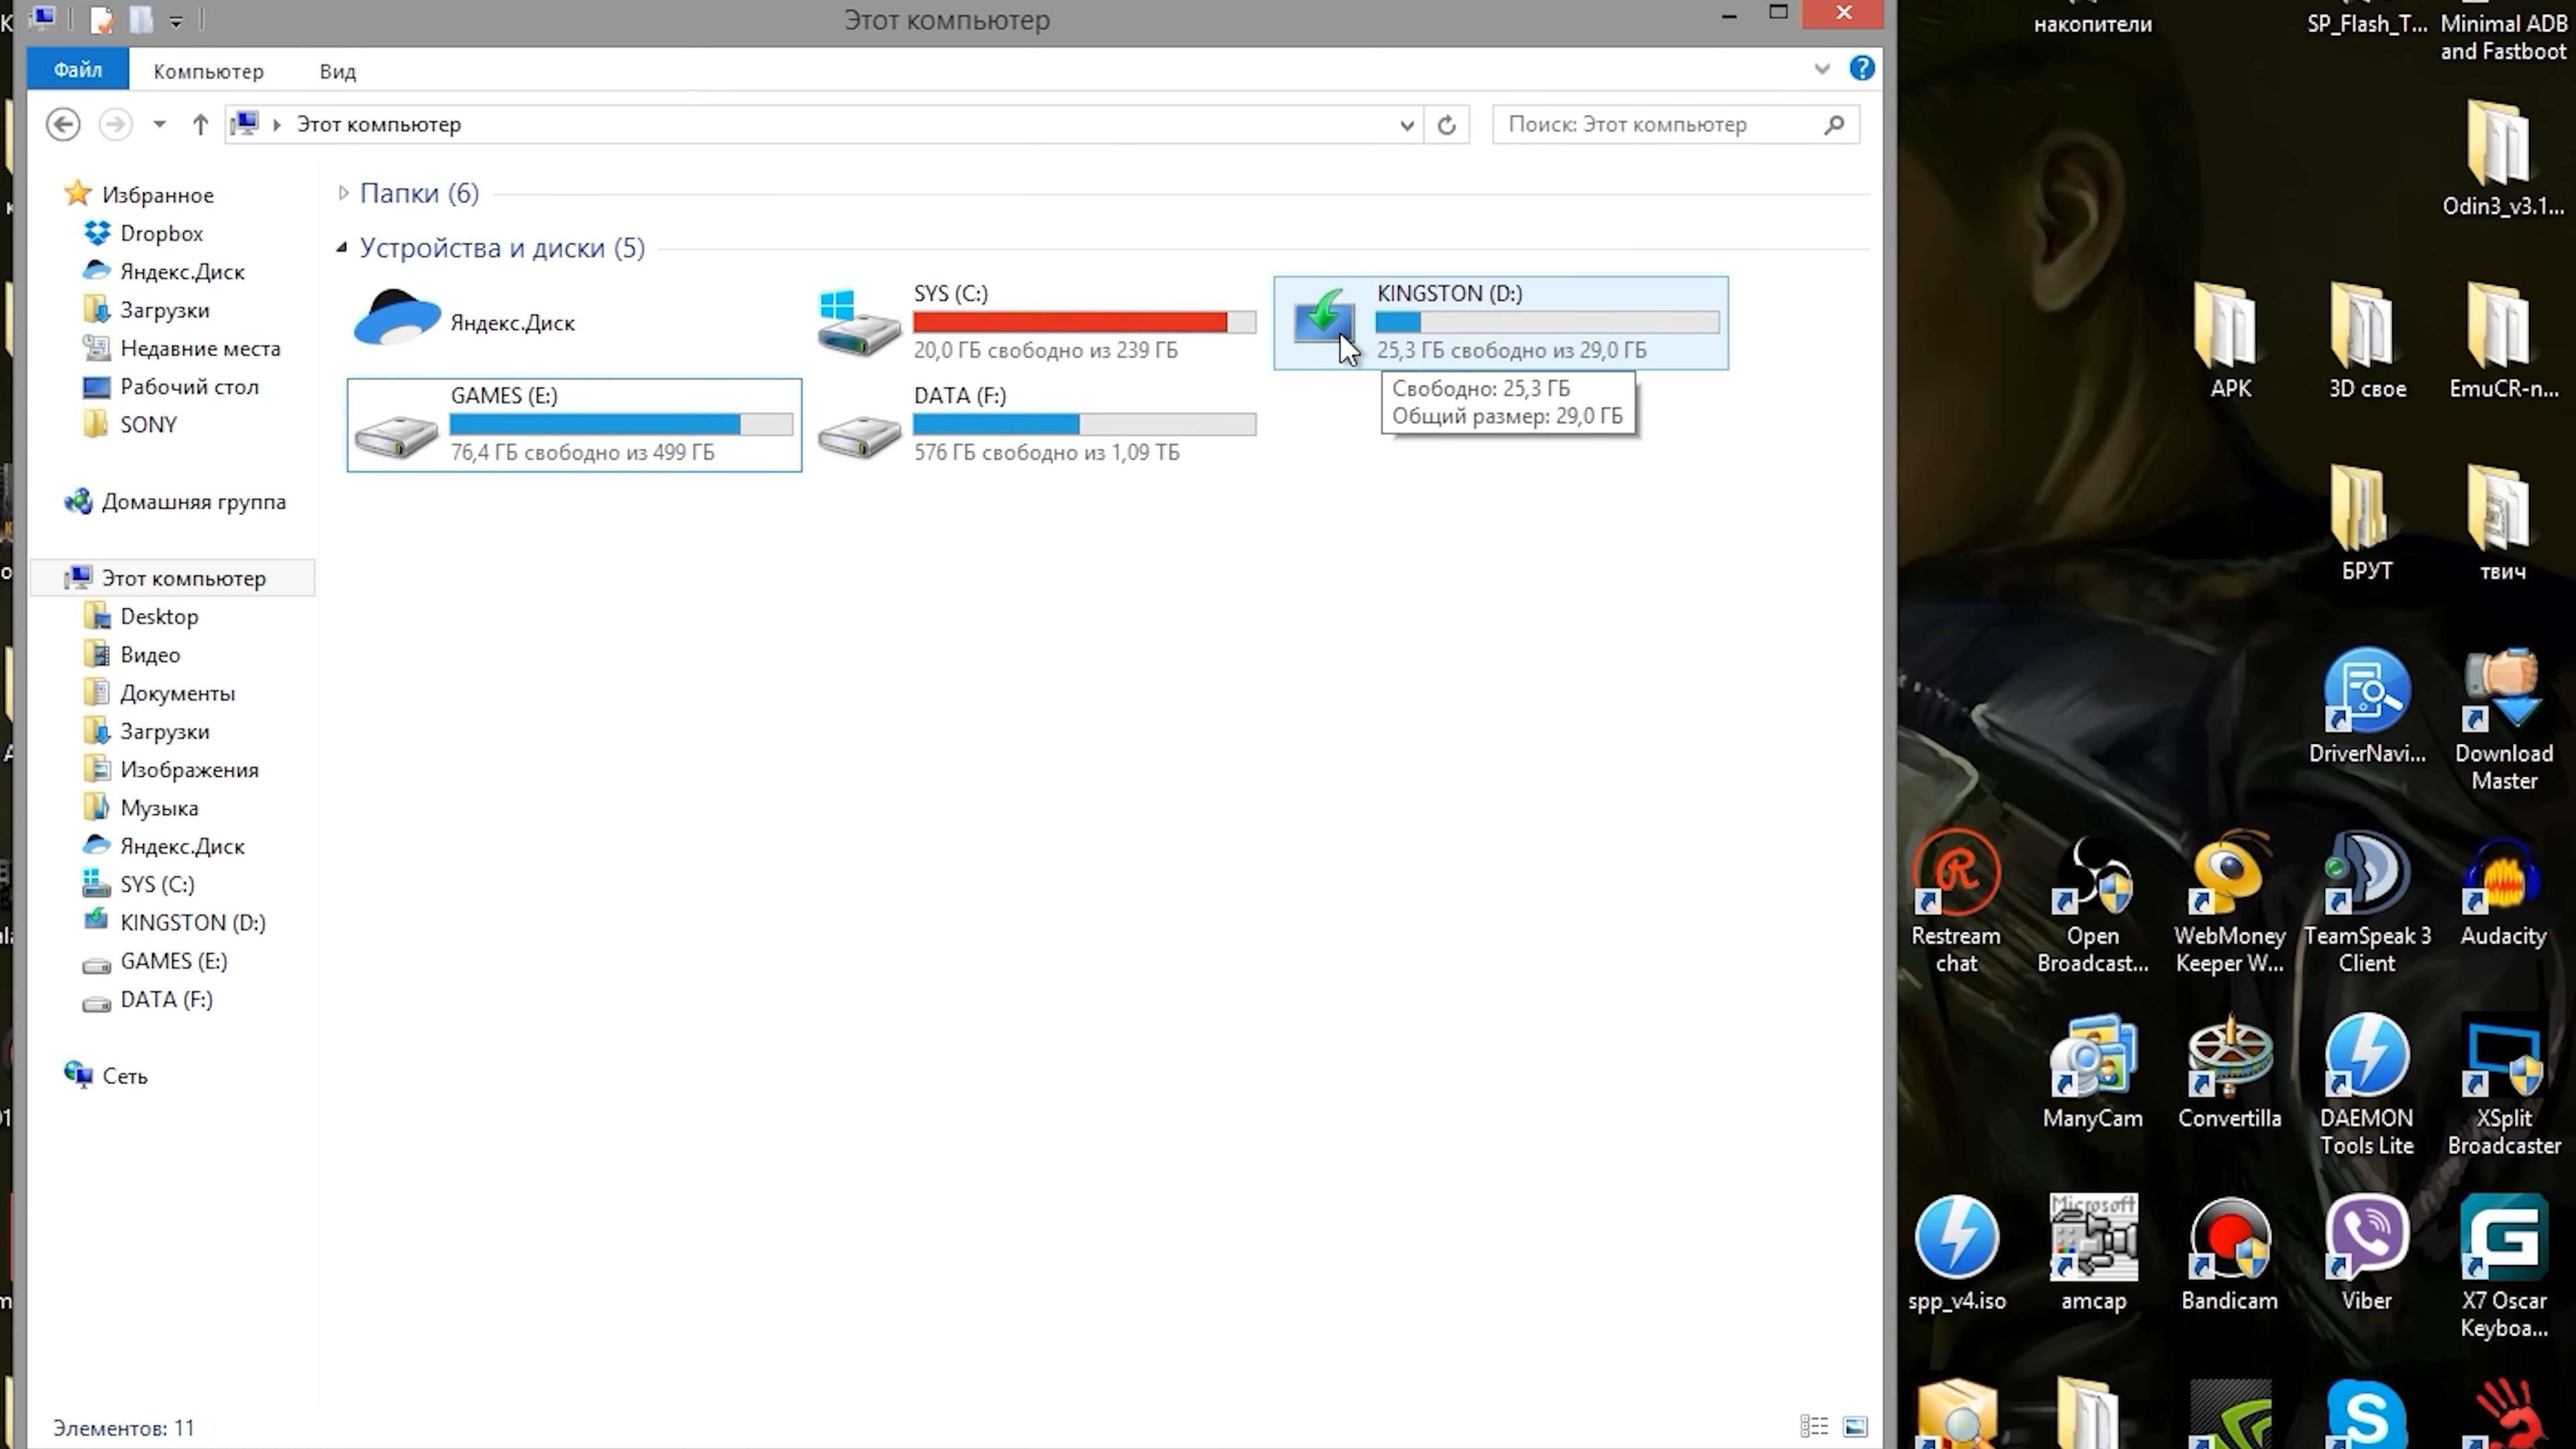 Этот компьютер
Файл
Компьютер
Вид
Этот компьютер
Поиск: Этот компьютер
Избранное
Dropbox
Яндекс.Диск
Загрузки
Недавние места
Рабочий стол
SONY
Домашняя группа
Этот компьютер
Desktop
Видео
Документы
Загрузки
Изображения
Музыка
Яндекс.Диск
SYS (C:)
KINGSTON (D:)
GAMES (E:)
DATA (F:)
Сеть
Папки (6)
Устройства и диски (5)
Яндекс.Диск
SYS (C:)
20,0 ГБ свободно из 239 ГБ
KINGSTON (D:)
25,3 ГБ свободно из 29,0 ГБ
Свободно: 25,3 ГБ
Общий размер: 29,0 ГБ
GAMES (E:)
76,4 ГБ свободно из 499 ГБ
DATA (F:)
576 ГБ свободно из 1,09 ТБ
Элементов: 11
накопители
SP_Flash_T...
Minimal ADB
and Fastboot
Odin3_v3.1...
APK
3D свое
EmuCR-n...
БРУТ
твич
DriverNavi...
Download
Master
Restream
chat
Open
Broadcast...
WebMoney
Keeper W...
TeamSpeak 3
Client
Audacity
ManyCam
Convertilla
DAEMON
Tools Lite
XSplit
Broadcaster
Microsoft
spp_v4.iso
amcap
Bandicam
Viber
X7 Oscar
Keyboa...